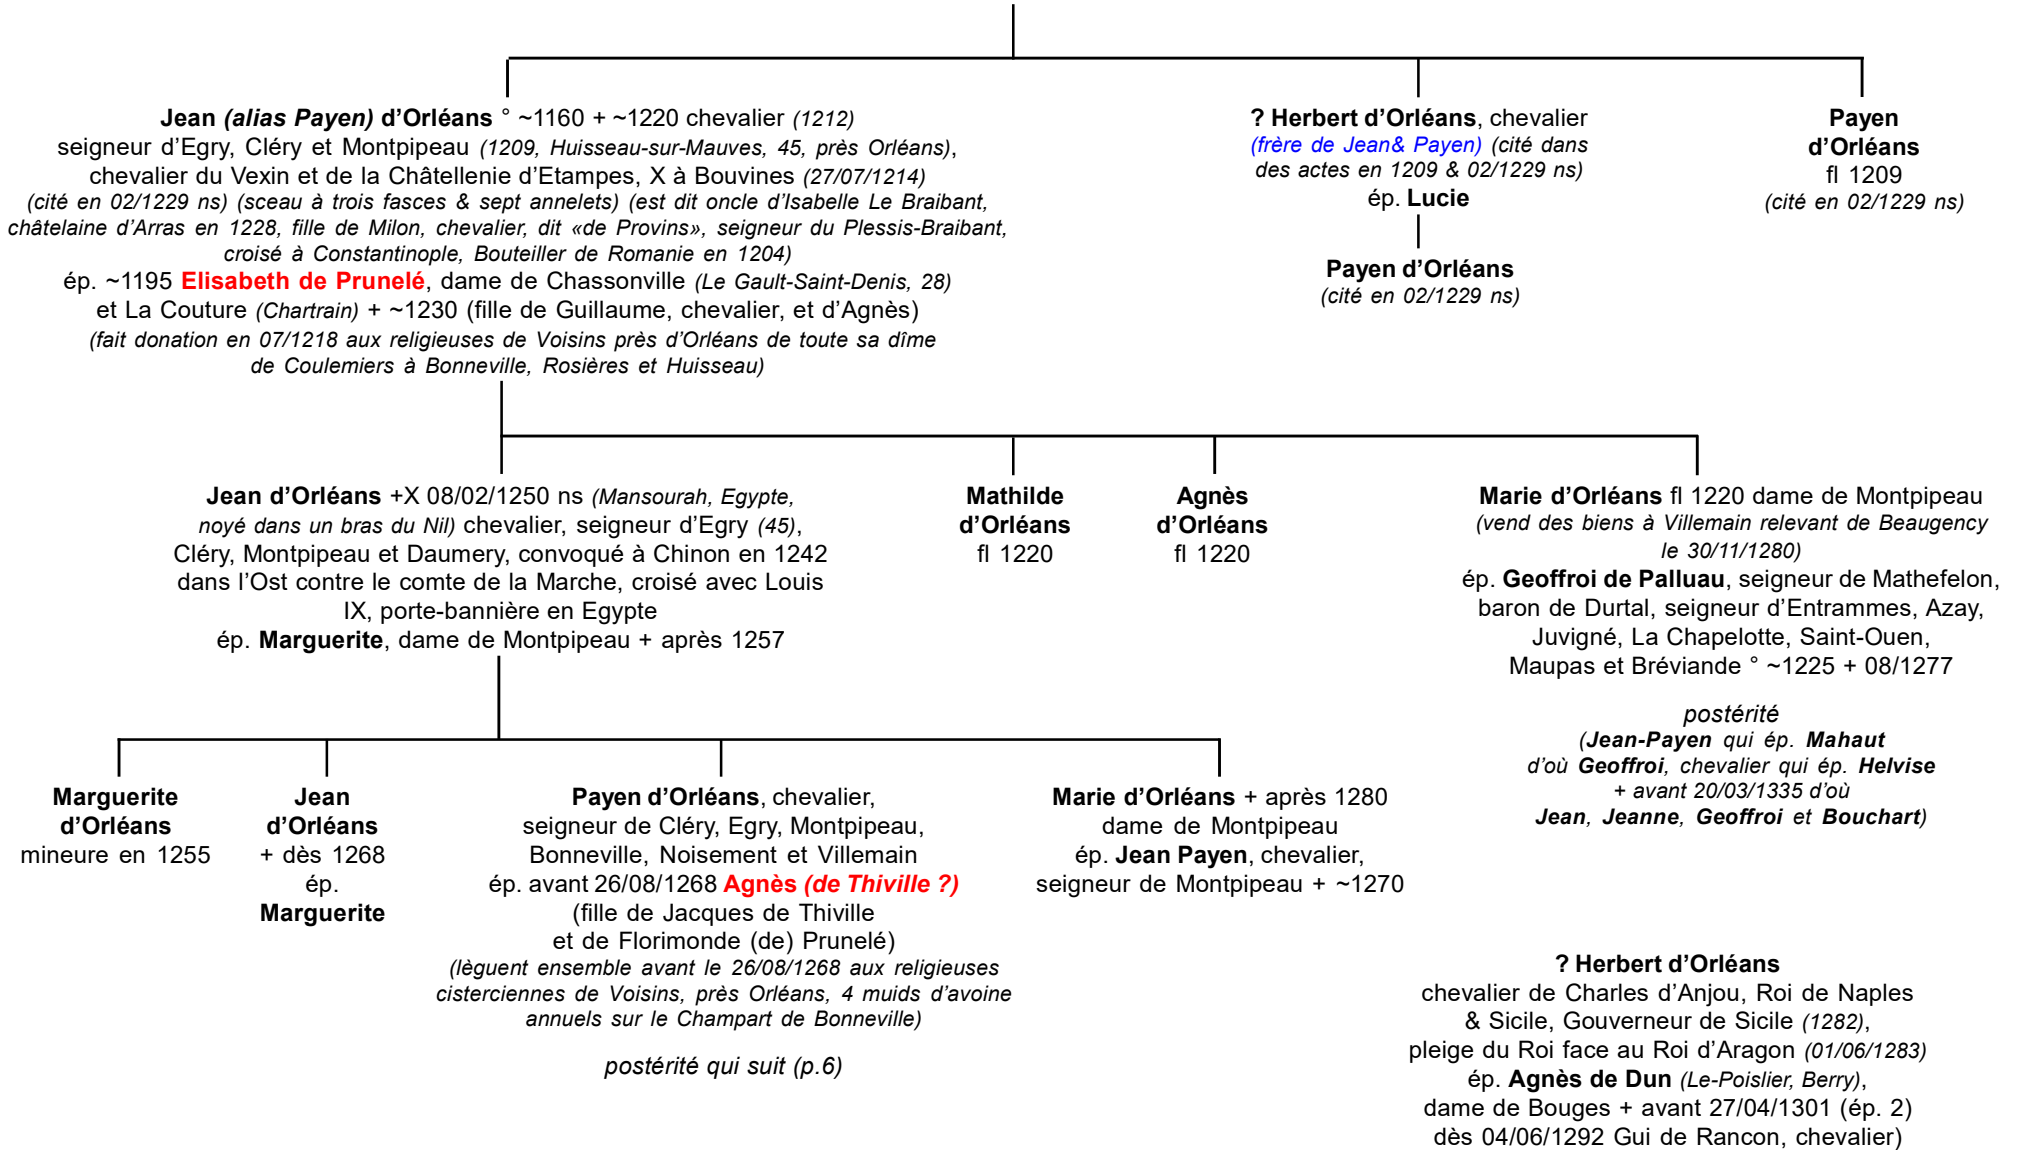 Jean (alias Payen) d'Orléans ° ~1160 + ~1220 chevalier (1212)
seigneur d'Egry, Cléry et Montpipeau (1209, Huisseau-sur-Mauves, 45, près Orléans),
chevalier du Vexin et de la Châtellenie d'Etampes, X à Bouvines (27/07/1214)
(cité en 02/1229 ns) (sceau à trois fasces & sept annelets) (est dit oncle d'Isabelle Le Braibant,
châtelaine d'Arras en 1228, fille de Milon, chevalier, dit «de Provins», seigneur du Plessis-Braibant,
croisé à Constantinople, Bouteiller de Romanie en 1204)
ép. ~1195 Elisabeth de Prunelé, dame de Chassonville (Le Gault-Saint-Denis, 28)
et La Couture (Chartrain) + ~1230 (fille de Guillaume, chevalier, et d'Agnès)
(fait donation en 07/1218 aux religieuses de Voisins près d'Orléans de toute sa dîme
de Coulemiers à Bonneville, Rosières et Huisseau)
? Herbert d'Orléans, chevalier
(frère de Jean& Payen) (cité dans
des actes en 1209 & 02/1229 ns)
ép. Lucie
Payen d'Orléans
(cité en 02/1229 ns)
Payen
d'Orléans
fl 1209
(cité en 02/1229 ns)
Jean d'Orléans +X 08/02/1250 ns (Mansourah, Egypte,
noyé dans un bras du Nil) chevalier, seigneur d'Egry (45),
Cléry, Montpipeau et Daumery, convoqué à Chinon en 1242
dans l'Ost contre le comte de la Marche, croisé avec Louis
IX, porte-bannière en Egypte
ép. Marguerite, dame de Montpipeau + après 1257
Mathilde
d'Orléans
fl 1220
Agnès
d'Orléans
fl 1220
Marie d'Orléans fl 1220 dame de Montpipeau
(vend des biens à Villemain relevant de Beaugency
le 30/11/1280)
ép. Geoffroi de Palluau, seigneur de Mathefelon,
baron de Durtal, seigneur d'Entrammes, Azay,
Juvigné, La Chapelotte, Saint-Ouen,
Maupas et Bréviande ° ~1225 + 08/1277
postérité
(Jean-Payen qui ép. Mahaut
d'où Geoffroi, chevalier qui ép. Helvise
+ avant 20/03/1335 d'où
Jean, Jeanne, Geoffroi et Bouchart)
Marguerite
d'Orléans
mineure en 1255
Jean
d'Orléans
+ dès 1268
ép.
Marguerite
Payen d'Orléans, chevalier,
seigneur de Cléry, Egry, Montpipeau,
Bonneville, Noisement et Villemain
ép. avant 26/08/1268 Agnès (de Thiville ?)
(fille de Jacques de Thiville
et de Florimonde (de) Prunelé)
(lèguent ensemble avant le 26/08/1268 aux religieuses
cisterciennes de Voisins, près Orléans, 4 muids d'avoine
annuels sur le Champart de Bonneville)
postérité qui suit (p.6)
Marie d'Orléans + après 1280
dame de Montpipeau
ép. Jean Payen, chevalier,
seigneur de Montpipeau + ~1270
? Herbert d'Orléans
chevalier de Charles d'Anjou, Roi de Naples
& Sicile, Gouverneur de Sicile (1282),
pleige du Roi face au Roi d'Aragon (01/06/1283)
ép. Agnès de Dun (Le-Poislier, Berry),
dame de Bouges + avant 27/04/1301 (ép. 2)
dès 04/06/1292 Gui de Rancon, chevalier)